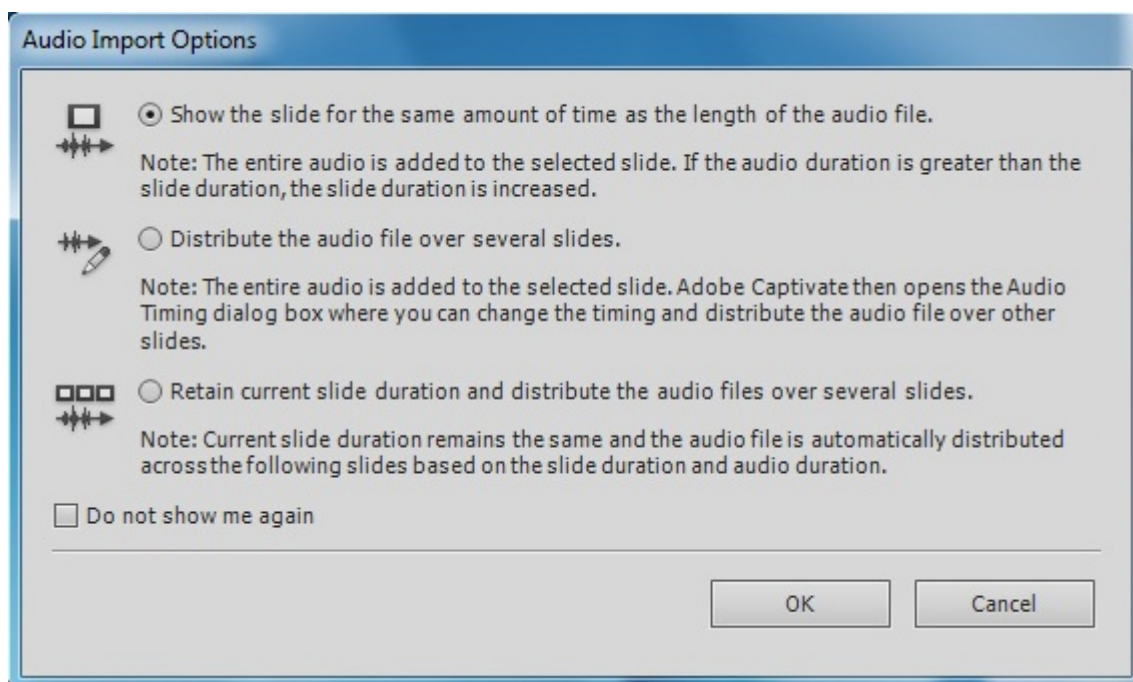 Audio Import Options
Show the slide for the same amount of time as the length of the audio file.
Note: The entire audio is added to the selected slide. If the audio duration is greater than the
slide duration, the slide duration is increased.
Distribute the audio file over several slides.
Note: The entire audio is added to the selected slide. Adobe Captivate then opens the Audio
Timing dialog box where you can change the timing and distribute the audio file over other
slides.
Retain current slide duration and distribute the audio files over several slides.
Note: Current slide duration remains the same and the audio file is automatically distributed
across the following slides based on the slide duration and audio duration.
Do not show me again
OK Cancel